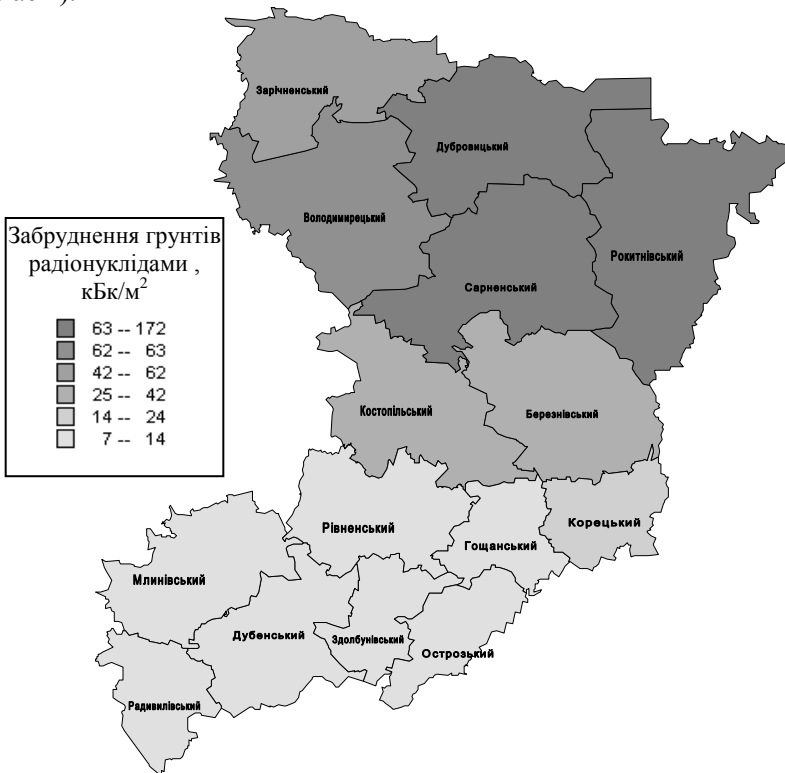 Зарічненський
Дубровицький
Володимирецький
Рокитнівський
Сарненський
Забруднення грунтів
радіонуклідами ,
кБк/м²
63 -- 172
62 -- 63
42 -- 62
25 -- 42
14 -- 24
7 -- 14
Костопільський
Березнівський
Рівненський
Гощанський
Корецький
Млинівський
Дубенський
Здолбунівський
Острозький
Радивилівський